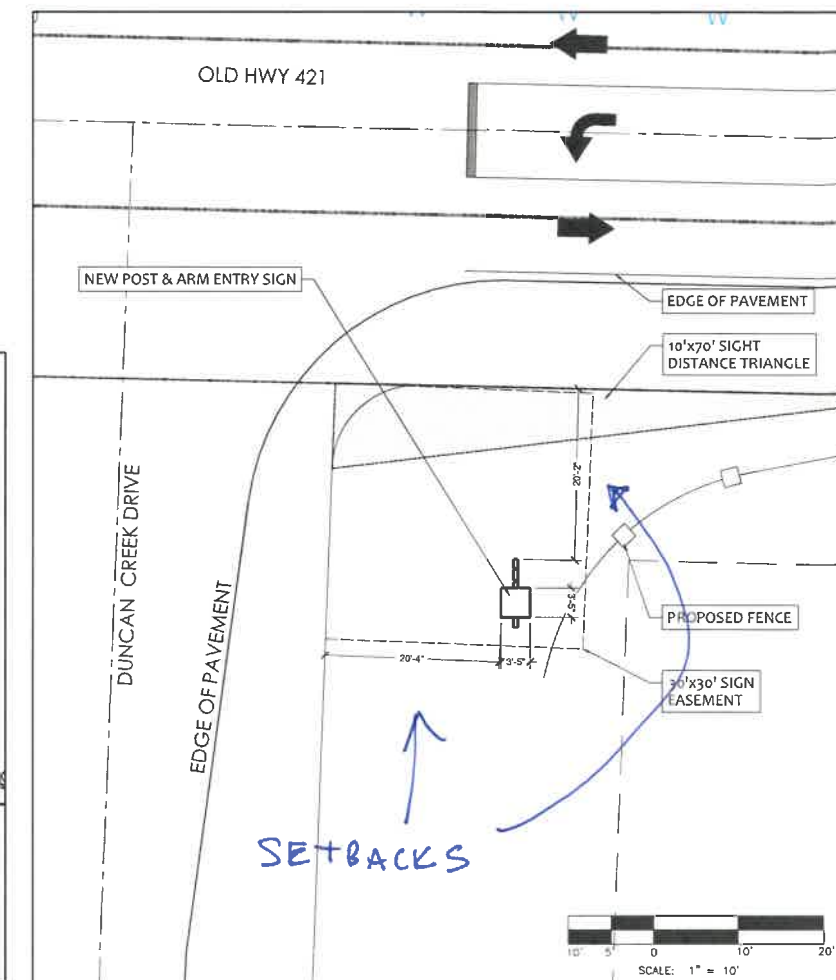 OLD HWY 421
NEW POST & ARM ENTRY SIGN
EDGE OF PAVEMENT
10'x70' SIGHT
DISTANCE TRIANGLE
20'-2"
DUNCAN CREEK DRIVE
EDGE OF PAVEMENT
3'-5"
PROPOSED FENCE
20'-4"
3'-5"
30'x30' SIGN
EASEMENT
SETBACKS
10' 5' 0 10' 20'
SCALE: 1" = 10'